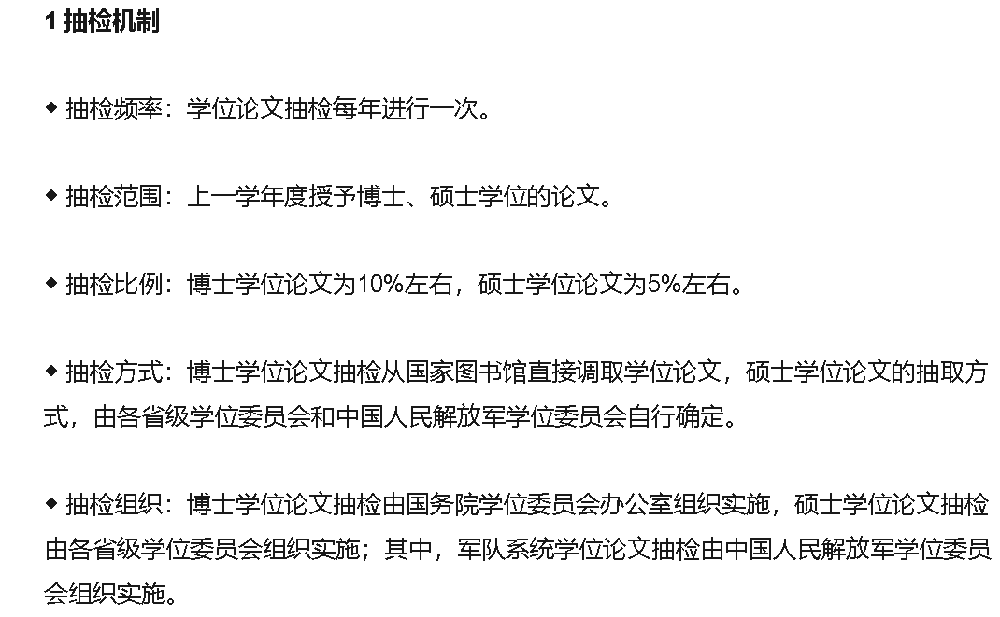 1 抽检机制
◆ 抽检频率：学位论文抽检每年进行一次。
◆ 抽检范围：上一学年度授予博士、硕士学位的论文。
◆ 抽检比例：博士学位论文为10%左右，硕士学位论文为5%左右。
◆ 抽检方式：博士学位论文抽检从国家图书馆直接调取学位论文，硕士学位论文的抽取方
式，由各省级学位委员会和中国人民解放军学位委员会自行确定。
◆ 抽检组织：博士学位论文抽检由国务院学位委员会办公室组织实施，硕士学位论文抽检
由各省级学位委员会组织实施；其中，军队系统学位论文抽检由中国人民解放军学位委员
会组织实施。